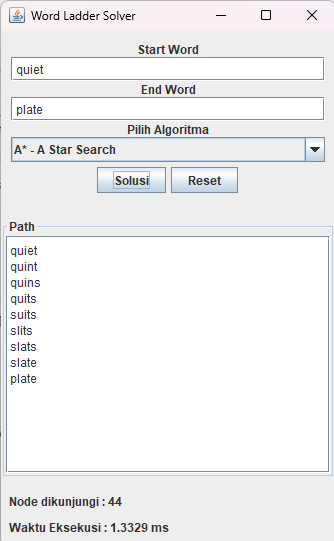 Word Ladder Solver
Start Word
quiet
End Word
plate
Pilih Algoritma
A* - A Star Search
Solusi Reset
Path
quiet
quint
quins
quits
suits
slits
slats
slate
plate
Node dikunjungi : 44
Waktu Eksekusi : 1.3329 ms